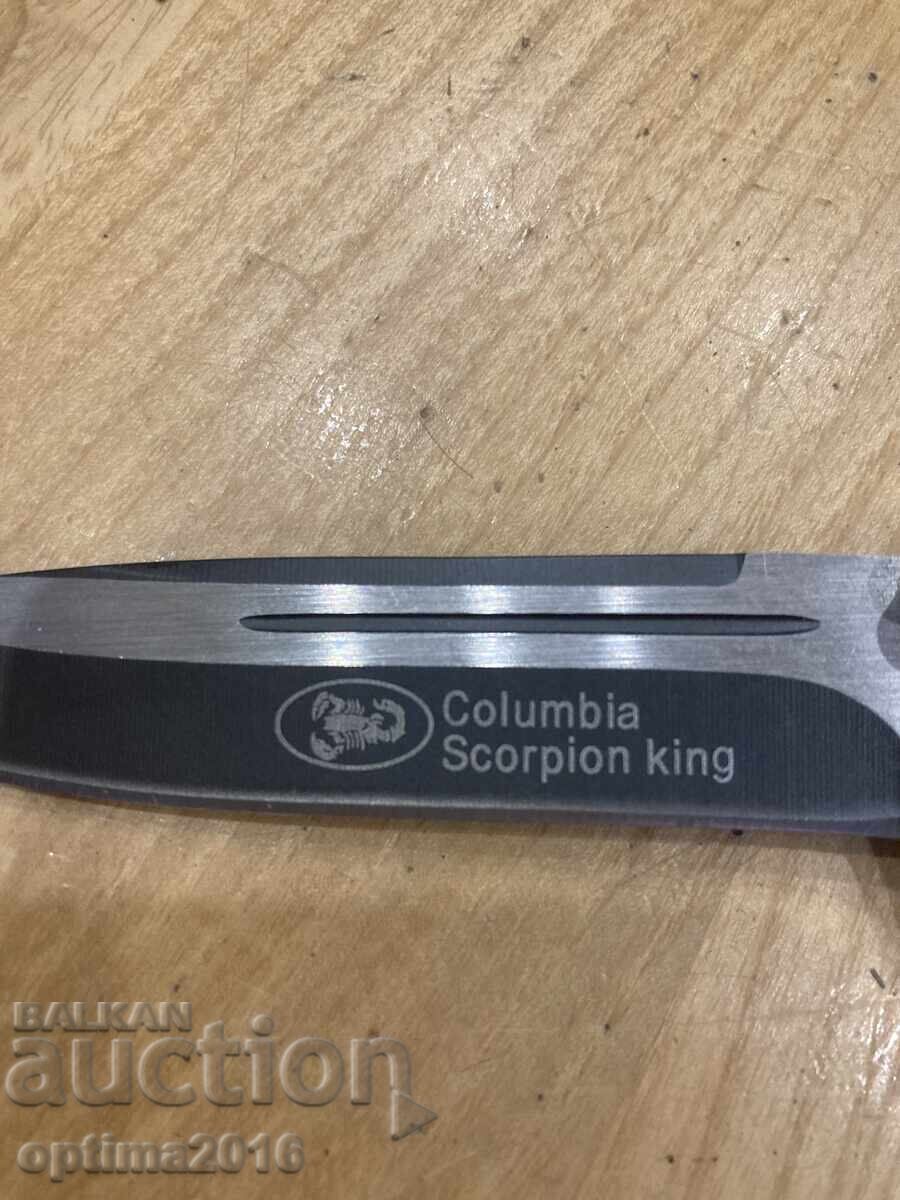 Columbia
Scorpion king
BALKAN
auction
optima2016